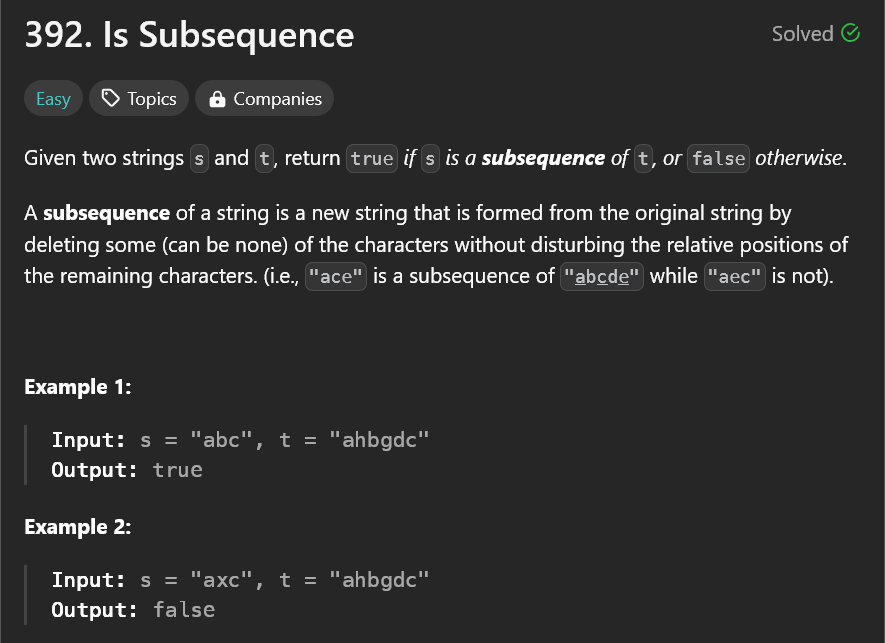 392. Is Subsequence
Solved
Easy
Topics
Companies
Given two strings s and t, return true if s is a subsequence of t, or false otherwise.
A subsequence of a string is a new string that is formed from the original string by
deleting some (can be none) of the characters without disturbing the relative positions of
the remaining characters. (i.e., "ace" is a subsequence of "abcde" while "aec" is not).
Example 1:
Input: s = "abc", t = "ahbgdc"
Output: true
Example 2:
Input: s = "axc", t = "ahbgdc"
Output: false